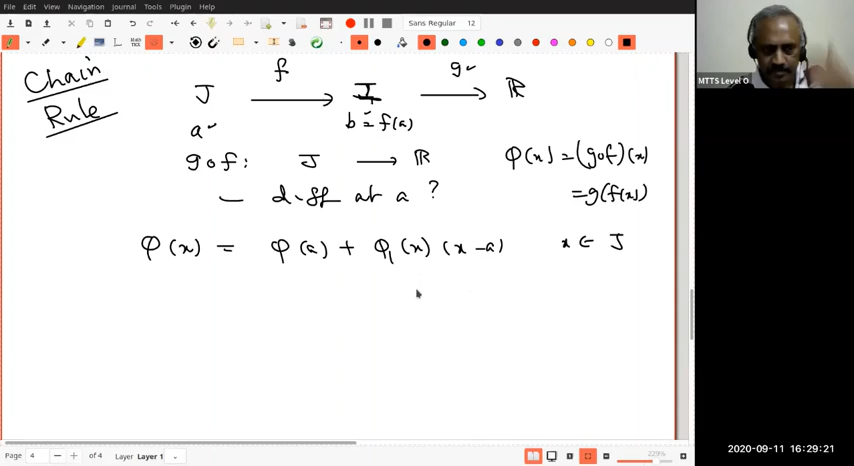 File Edit View Navigation Journal Tools Plugin Help
Sans Regular 12
Chain
Rule
J f J₁ g ℝ
a b = f(a)
g∘f: J → ℝ φ(x) = (g∘f)(x)
— diff at a ? = g(f(x))
φ(x) = φ(a) + φ₁(x) (x-a) x ∈ J
MTTS Level O
Page 4 of 4 Layer Layer 1 229%
2020-09-11 16:29:21